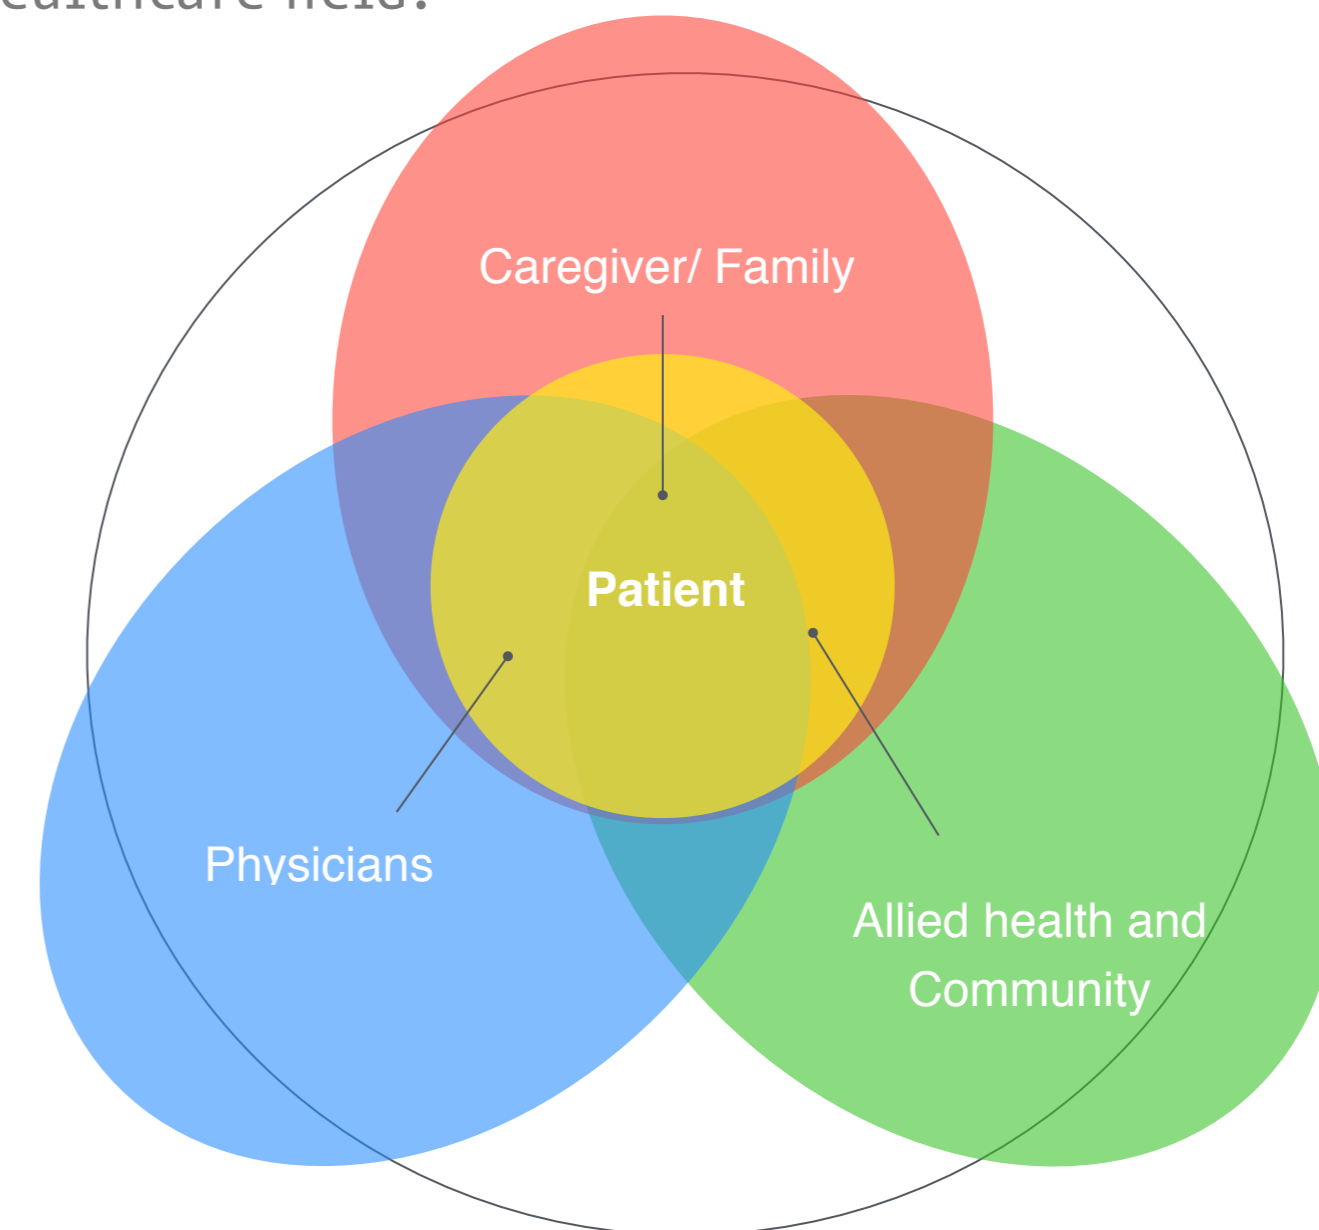 Caregiver/ Family
Patient
Physicians
Allied health and
Community